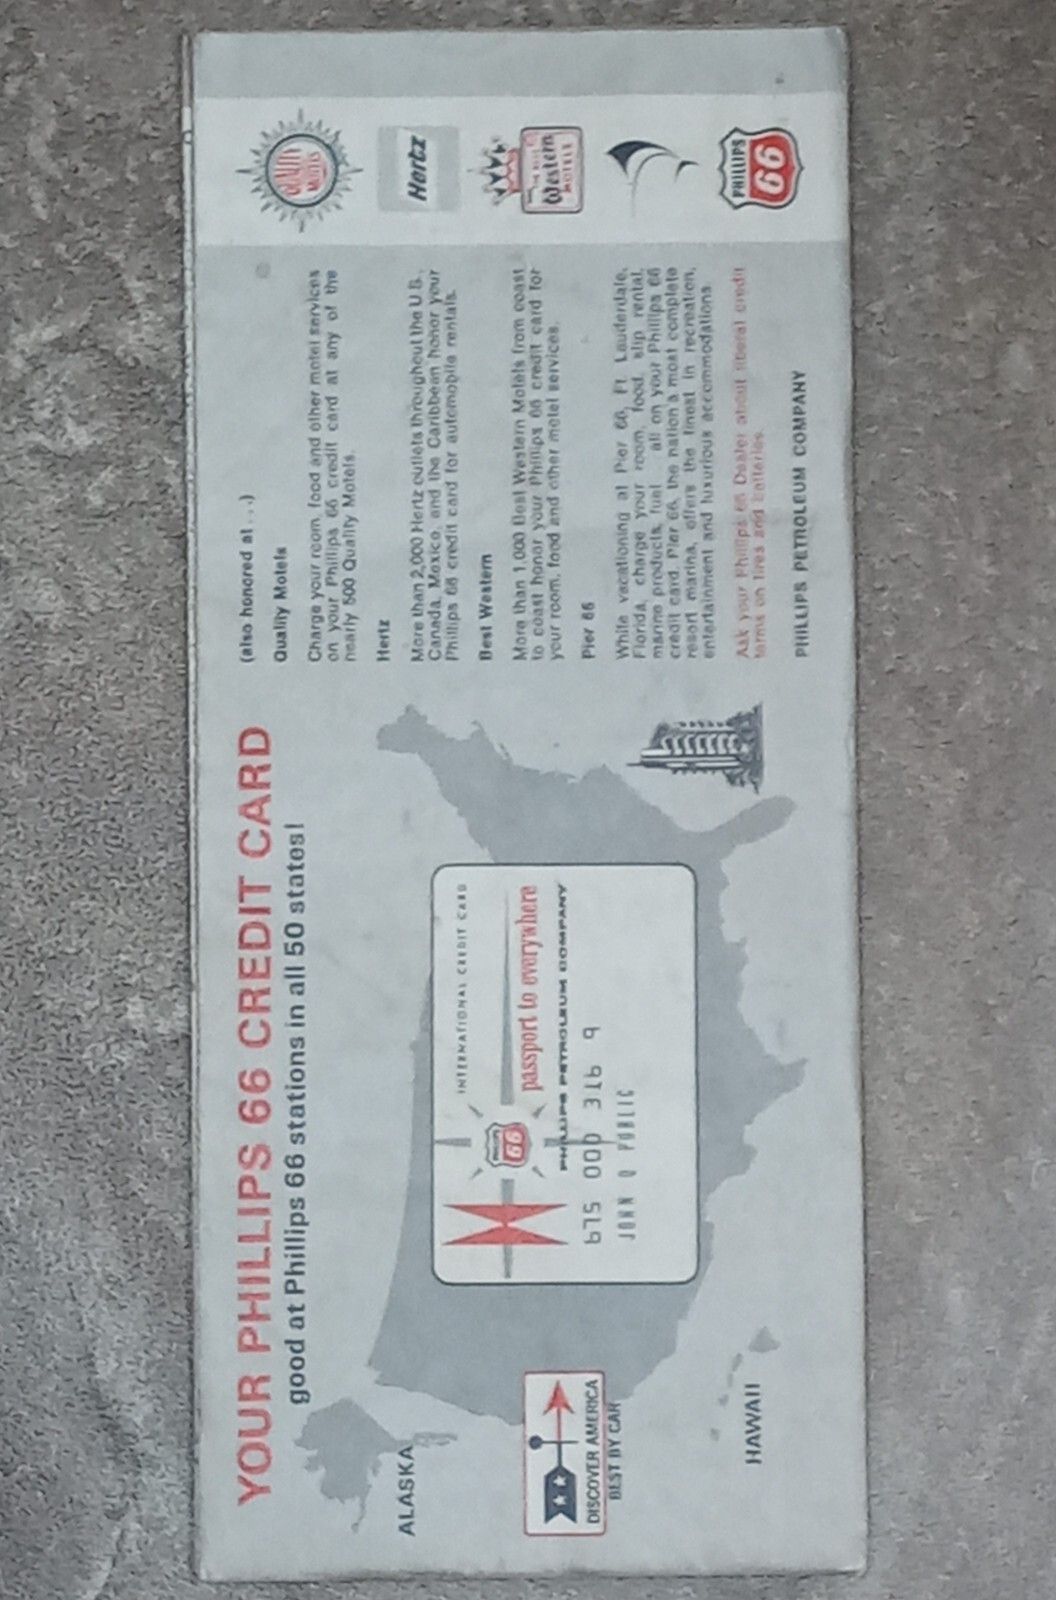 YOUR PHILLIPS 66 CREDIT CARD
good at Phillips 66 stations in all 50 states!
ALASKA
DISCOVER AMERICA
BEST BY CAR
HAWAII
INTERNATIONAL CREDIT CARD
PHILLIPS
66
passport to everywhere
PHILLIPS PETROLEUM COMPANY
675 000 316 9
JOHN Q PUBLIC
(also honored at...)
Quality Motels
Charge your room, food and other motel services
on your Phillips 66 credit card at any of the
nearly 500 Quality Motels.
Hertz
More than 2,000 Hertz outlets throughout the U.S.,
Canada, Mexico, and the Caribbean honor your
Phillips 66 credit card for automobile rentals.
Best Western
More than 1,000 Best Western Motels from coast
to coast honor your Phillips 66 credit card for
your room, food and other motel services.
Pier 66
While vacationing at Pier 66, Ft. Lauderdale,
Florida, charge your room, food, slip rental,
marine products, fuel ... all on your Phillips 66
credit card. Pier 66, the nation's most complete
resort marina, offers the finest in recreation,
entertainment and luxurious accommodations.
Ask your Phillips 66 Dealer about liberal credit
terms on tires and batteries.
PHILLIPS PETROLEUM COMPANY
QUALITY
MOTELS
Hertz
Western
MOTELS
PHILLIPS
66